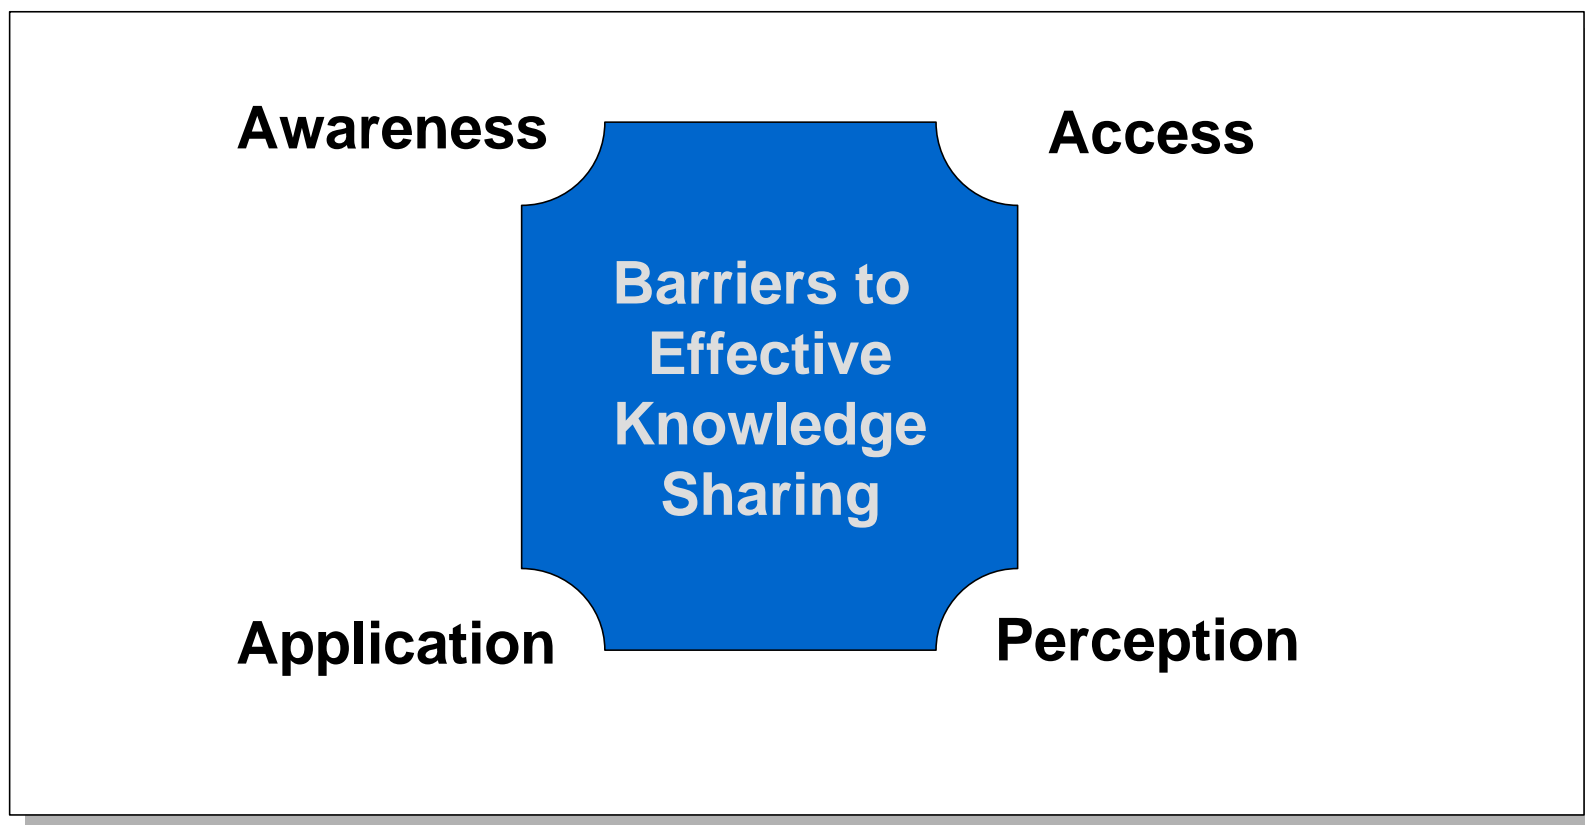 Awareness
Access
Barriers to
Effective
Knowledge
Sharing
Application
Perception